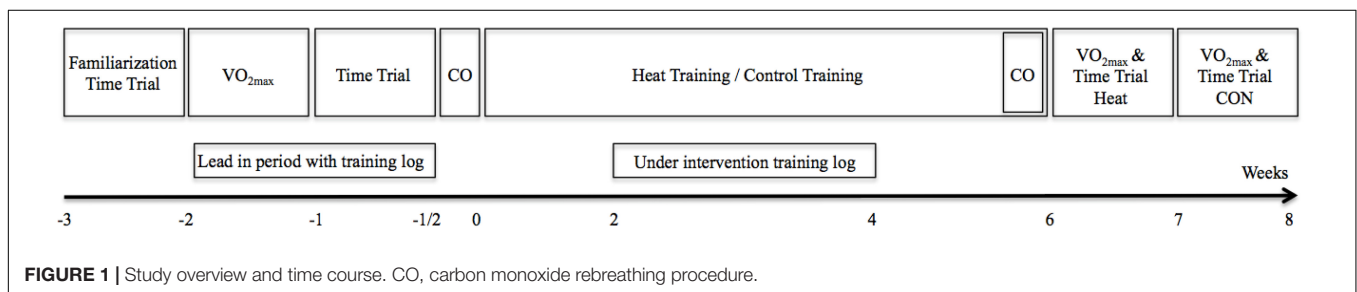 Familiarization
Time Trial
VO2max
Time Trial
CO
Heat Training / Control Training
CO
VO2max &
Time Trial
Heat
VO2max &
Time Trial
CON
Lead in period with training log
Under intervention training log
Weeks
-3
-2
-1
-1/2
0
2
4
6
7
8
FIGURE 1 | Study overview and time course. CO, carbon monoxide rebreathing procedure.